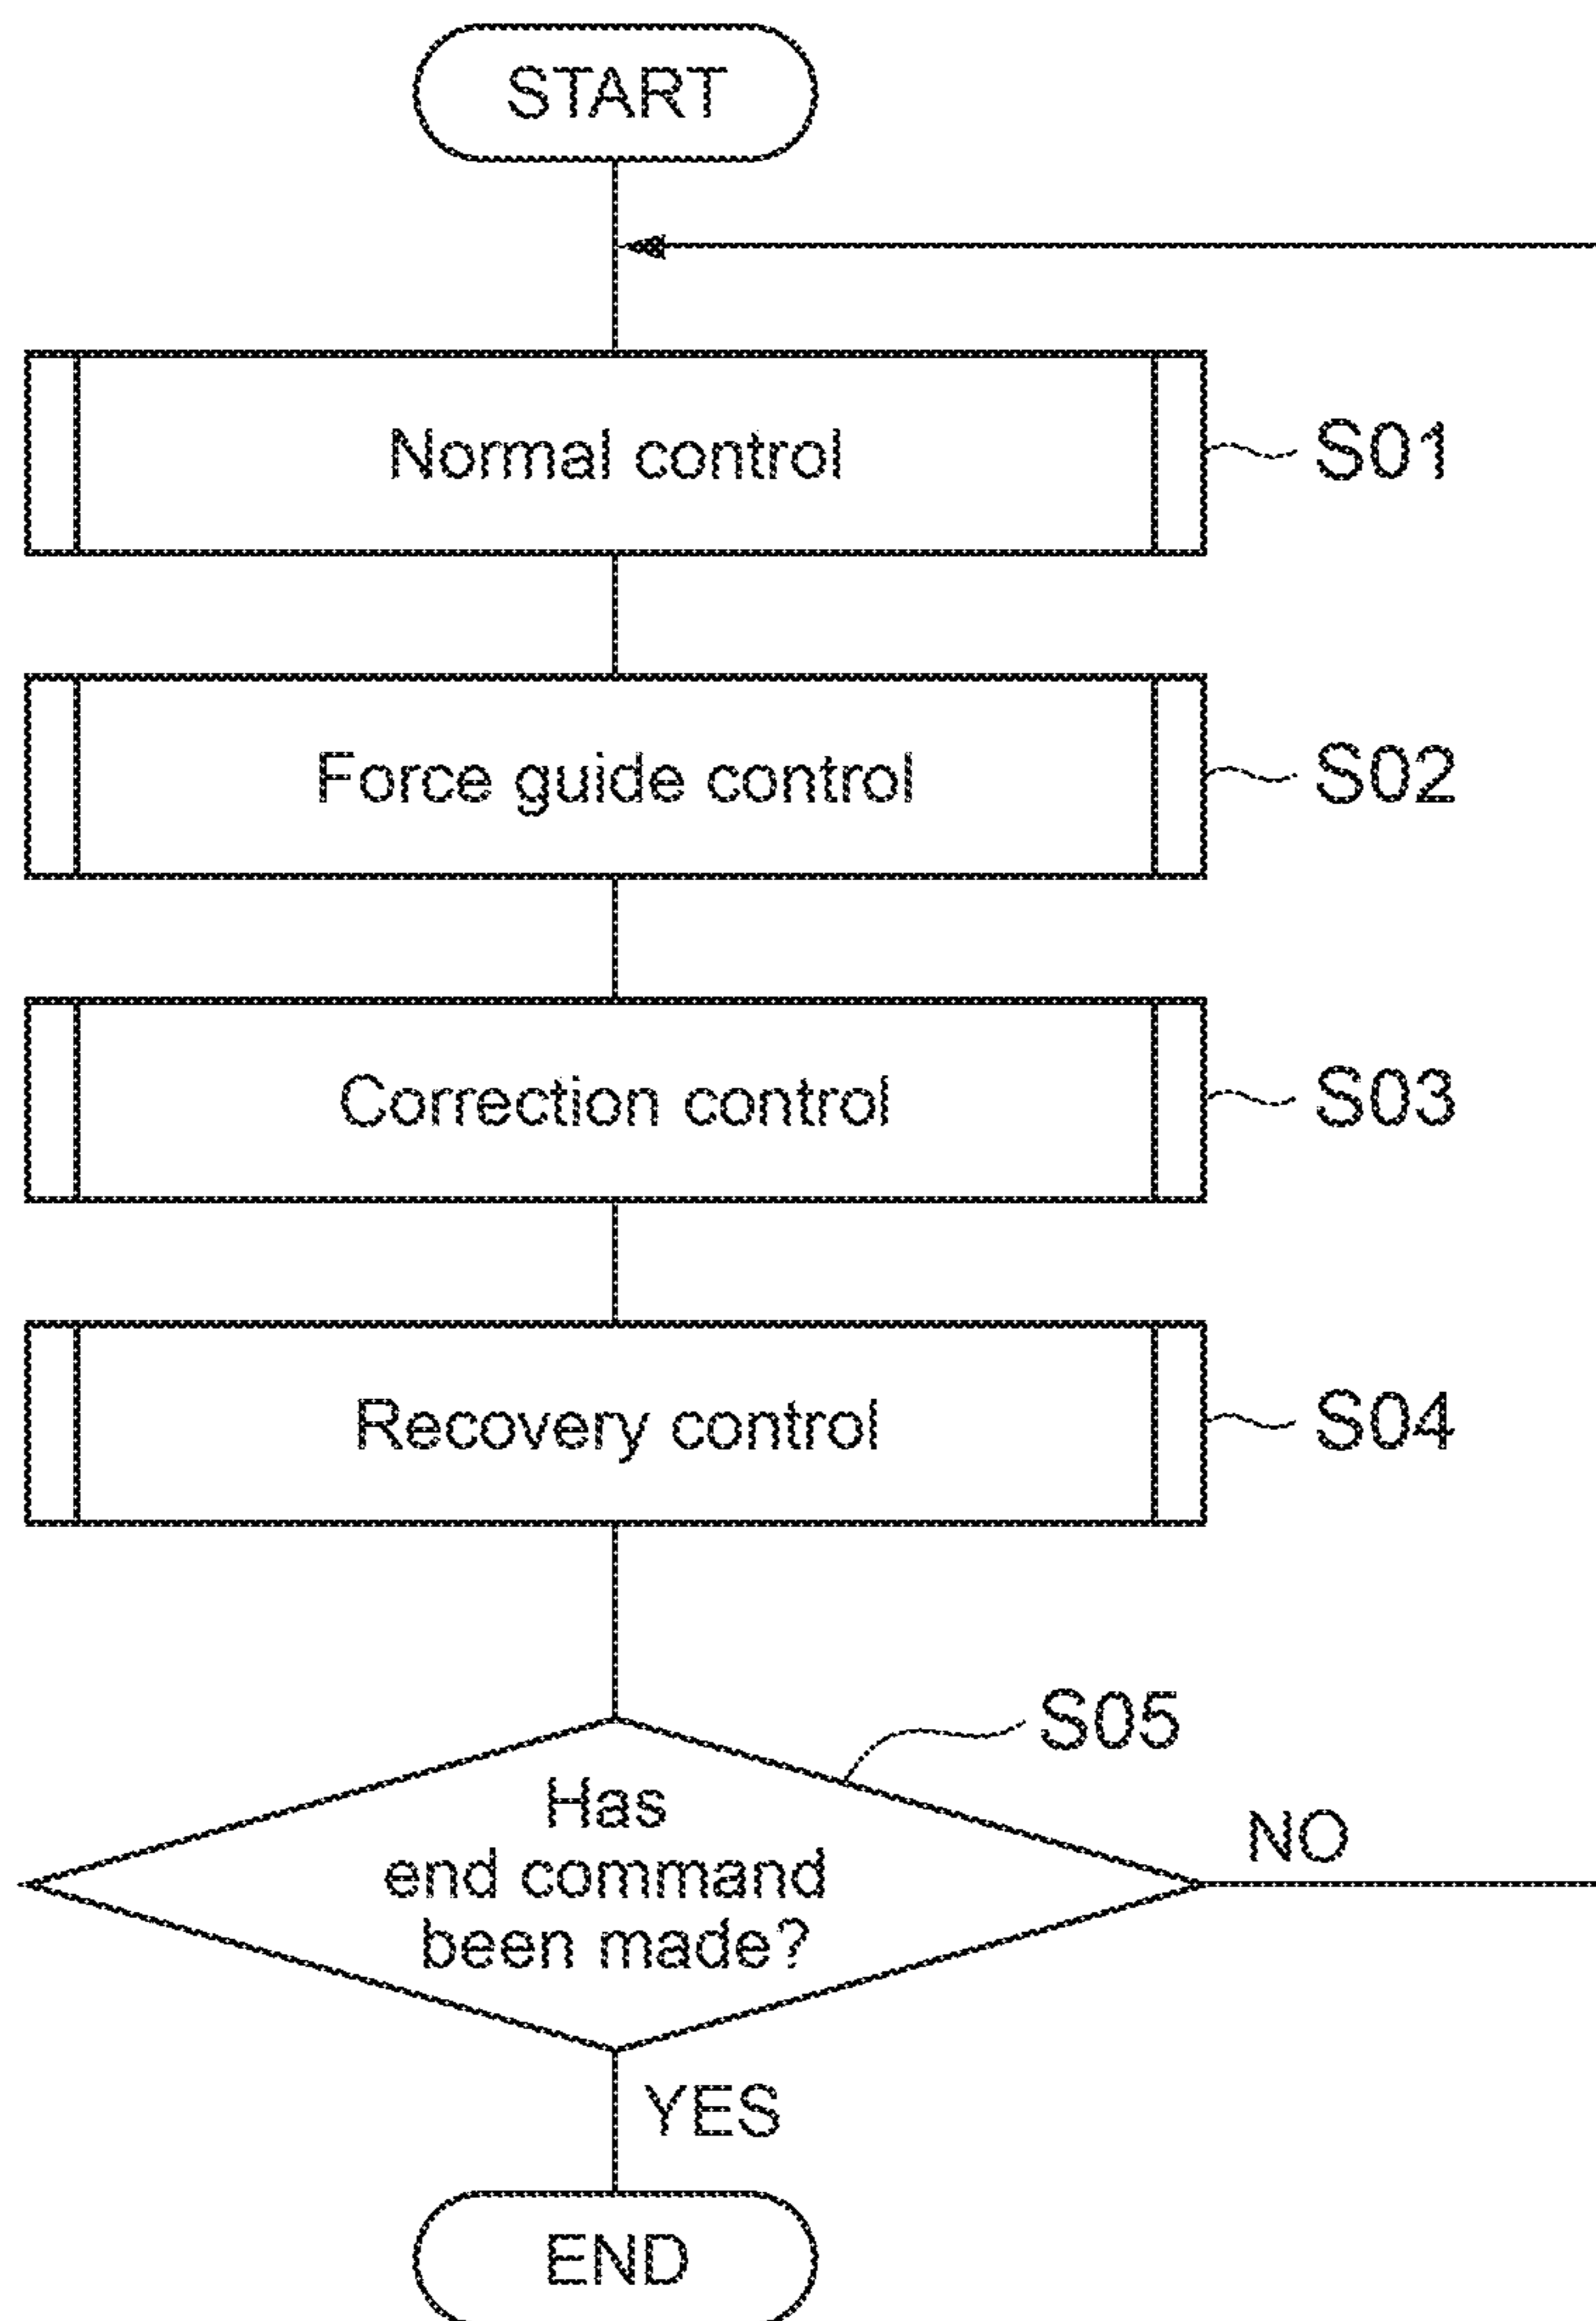 START
Normal control
S01
Force guide control
S02
Correction control
S03
Recovery control
S04
S05
Has
end command
been made?
NO
YES
END